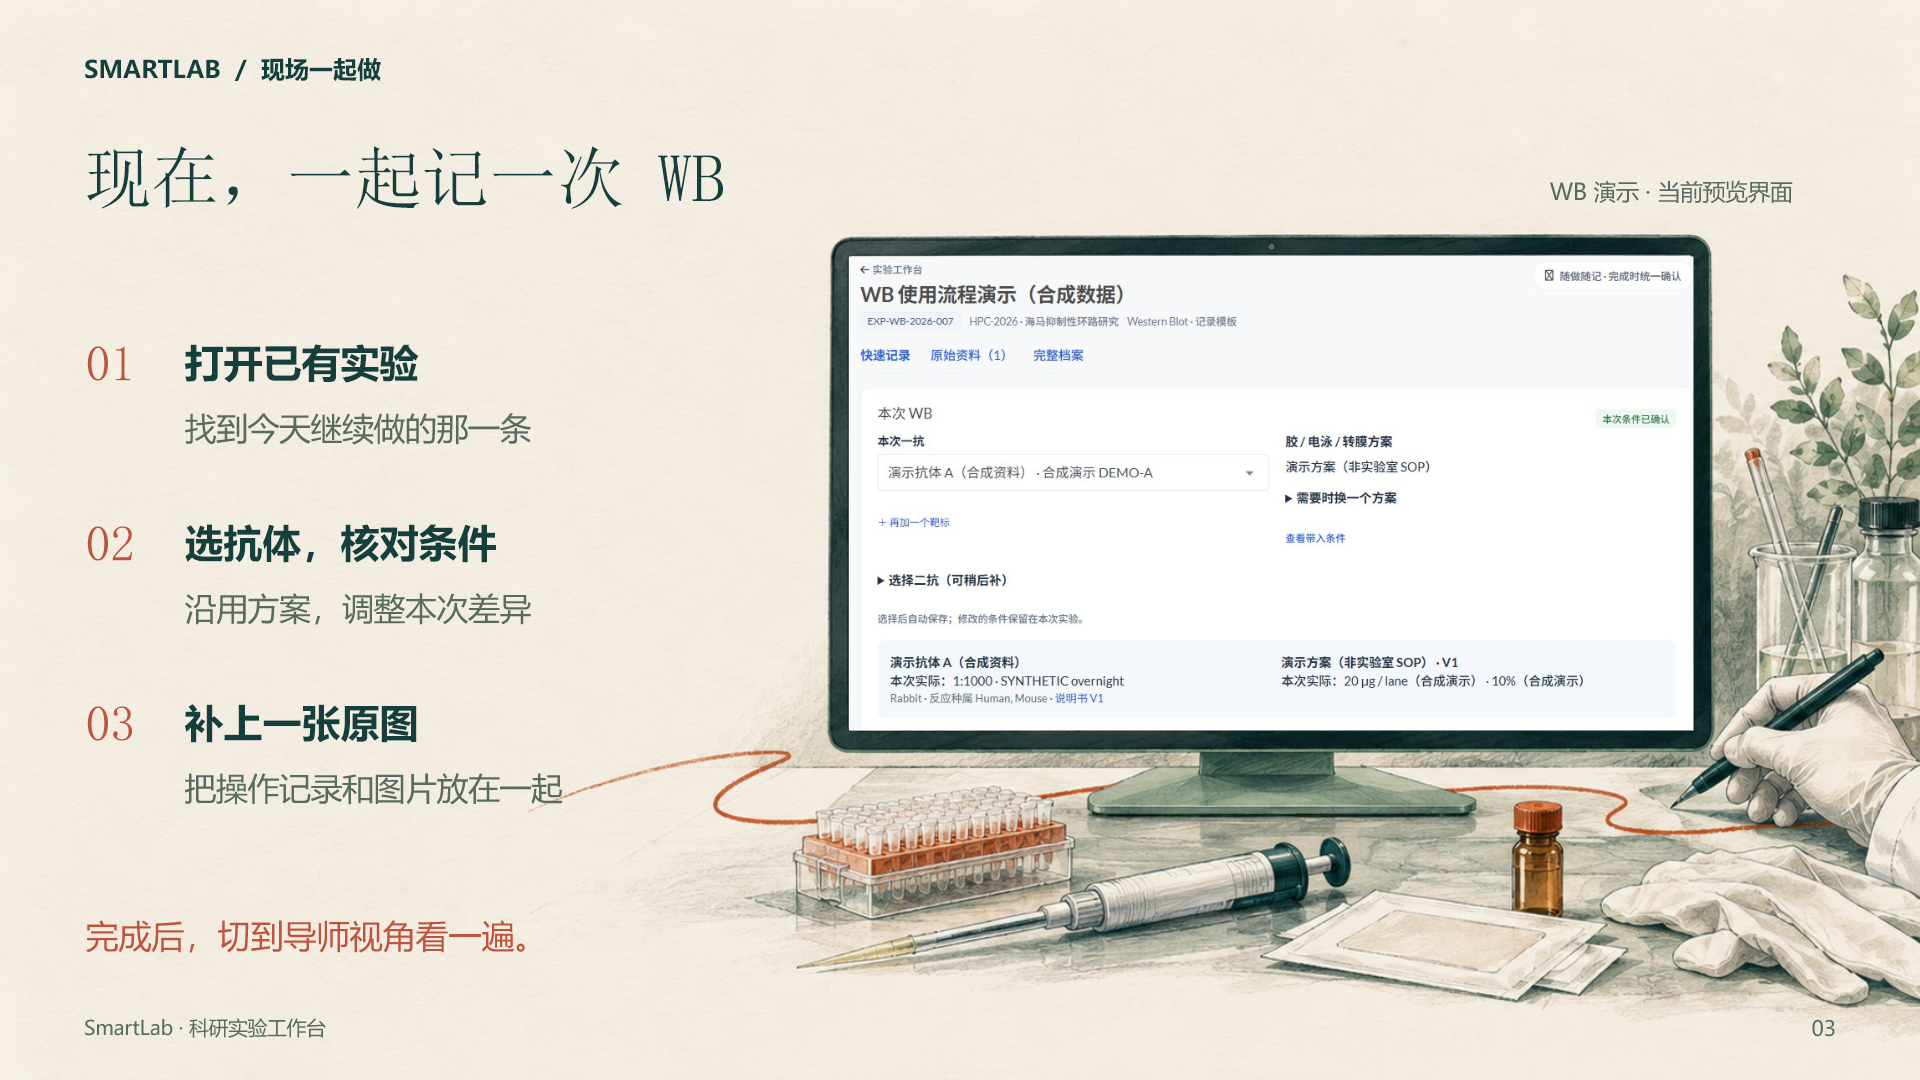 SMARTLAB / 现场一起做
现在，一起记一次 WB
WB 演示 · 当前预览界面
01 打开已有实验
找到今天继续做的那一条
02 选抗体，核对条件
沿用方案，调整本次差异
03 补上一张原图
把操作记录和图片放在一起
完成后，切到导师视角看一遍。
← 实验工作台
随做随记 · 完成时统一确认
WB 使用流程演示（合成数据）
EXP-WB-2026-007 HPC-2026 · 海马抑制性环路研究 Western Blot · 记录模板
快速记录 原始资料（1） 完整档案
本次 WB
本次条件已确认
本次一抗
演示抗体 A（合成资料） · 合成演示 DEMO-A
+ 再加一个靶标
胶 / 电泳 / 转膜方案
演示方案（非实验室 SOP）
▶ 需要时换一个方案
查看带入条件
▶ 选择二抗（可稍后补）
选择后自动保存；修改的条件保留在本次实验。
演示抗体 A（合成资料）
本次实际：1:1000 · SYNTHETIC overnight
Rabbit · 反应种属 Human, Mouse · 说明书 V1
演示方案（非实验室 SOP） · V1
本次实际：20 µg / lane（合成演示） · 10%（合成演示）
SmartLab · 科研实验工作台
03